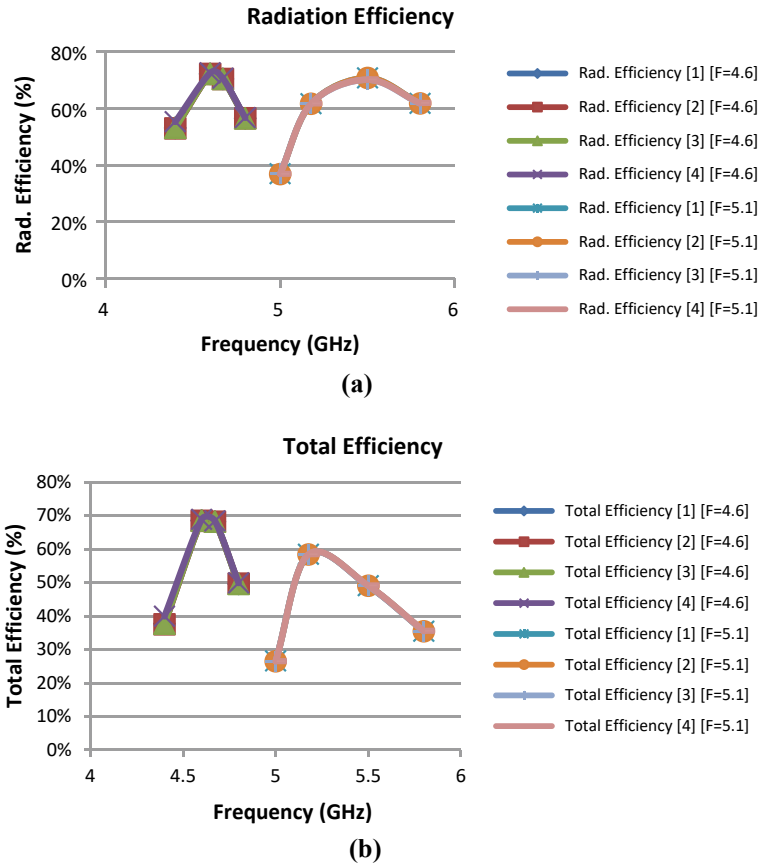 Radiation Efficiency
Rad. Efficiency (%)
80%
60%
40%
20%
0%
4
5
6
Frequency (GHz)
Rad. Efficiency [1] [F=4.6]
Rad. Efficiency [2] [F=4.6]
Rad. Efficiency [3] [F=4.6]
Rad. Efficiency [4] [F=4.6]
Rad. Efficiency [1] [F=5.1]
Rad. Efficiency [2] [F=5.1]
Rad. Efficiency [3] [F=5.1]
Rad. Efficiency [4] [F=5.1]
(a)
Total Efficiency
Total Efficiency (%)
80%
70%
60%
50%
40%
30%
20%
10%
0%
4
4.5
5
5.5
6
Frequency (GHz)
Total Efficiency [1] [F=4.6]
Total Efficiency [2] [F=4.6]
Total Efficiency [3] [F=4.6]
Total Efficiency [4] [F=4.6]
Total Efficiency [1] [F=5.1]
Total Efficiency [2] [F=5.1]
Total Efficiency [3] [F=5.1]
Total Efficiency [4] [F=5.1]
(b)